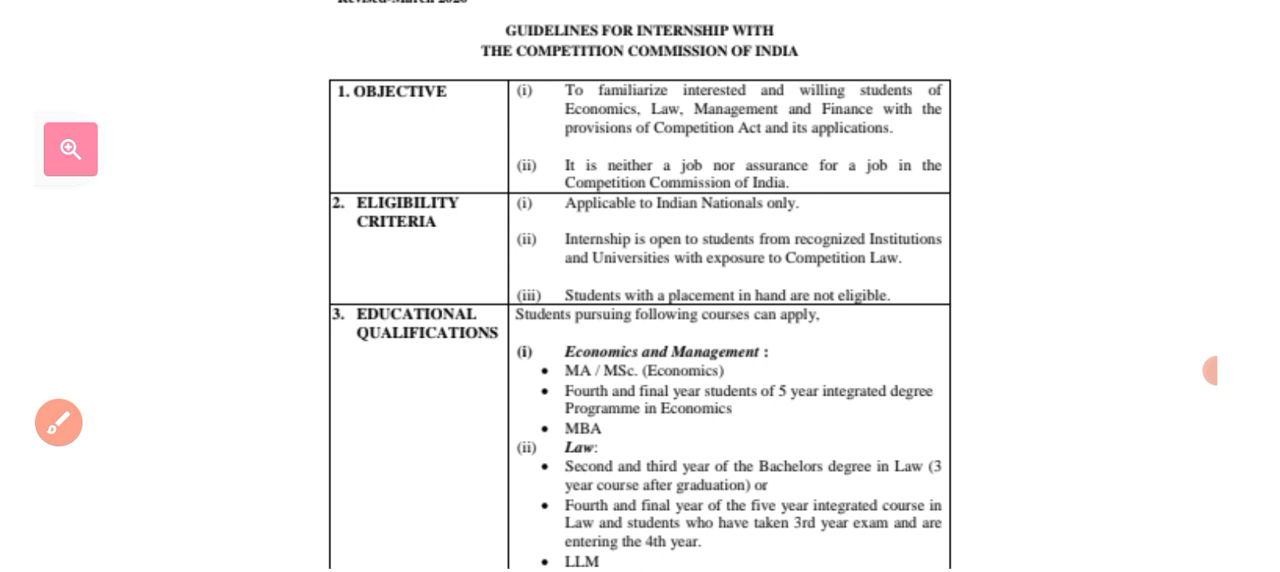 GUIDELINES FOR INTERNSHIP WITH
THE COMPETITION COMMISSION OF INDIA
1. OBJECTIVE
(i) To familiarize interested and willing students of
Economics, Law, Management and Finance with the
provisions of Competition Act and its applications.
(ii) It is neither a job nor assurance for a job in the
Competition Commission of India.
2. ELIGIBILITY
CRITERIA
(i) Applicable to Indian Nationals only.
(ii) Internship is open to students from recognized Institutions
and Universities with exposure to Competition Law.
(iii) Students with a placement in hand are not eligible.
3. EDUCATIONAL
QUALIFICATIONS
Students pursuing following courses can apply,
(i) Economics and Management :
• MA / MSc. (Economics)
• Fourth and final year students of 5 year integrated degree
Programme in Economics
• MBA
(ii) Law:
• Second and third year of the Bachelors degree in Law (3
year course after graduation) or
• Fourth and final year of the five year integrated course in
Law and students who have taken 3rd year exam and are
entering the 4th year.
• LLM